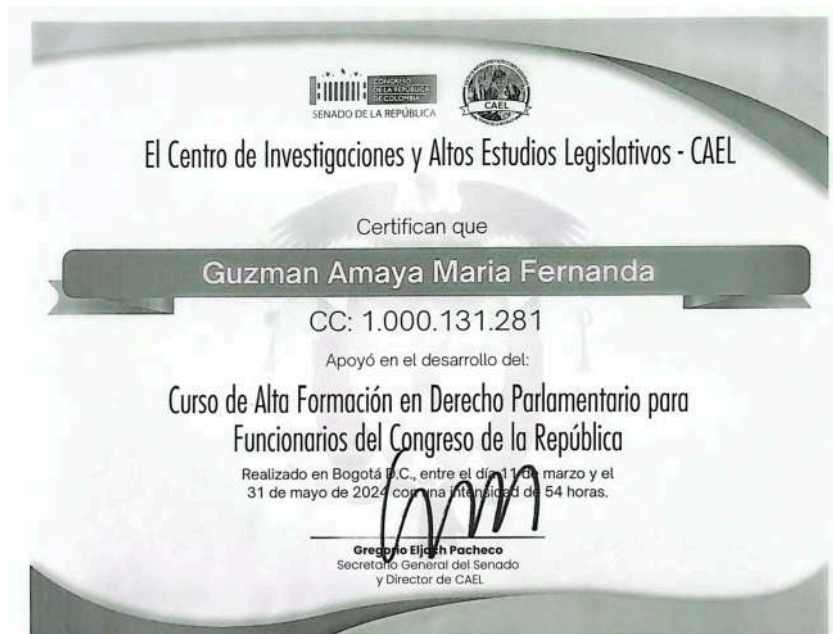 CONGRESO
DE LA REPÚBLICA
DE COLOMBIA
SENADO DE LA REPÚBLICA
CAEL
El Centro de Investigaciones y Altos Estudios Legislativos - CAEL
Certifican que
Guzman Amaya Maria Fernanda
CC: 1.000.131.281
Apoyó en el desarrollo del:
Curso de Alta Formación en Derecho Parlamentario para
Funcionarios del Congreso de la República
Realizado en Bogotá D.C., entre el día 11 de marzo y el
31 de mayo de 2024 con una intensidad de 54 horas.
Gregorio Eljach Pacheco
Secretario General del Senado
y Director de CAEL